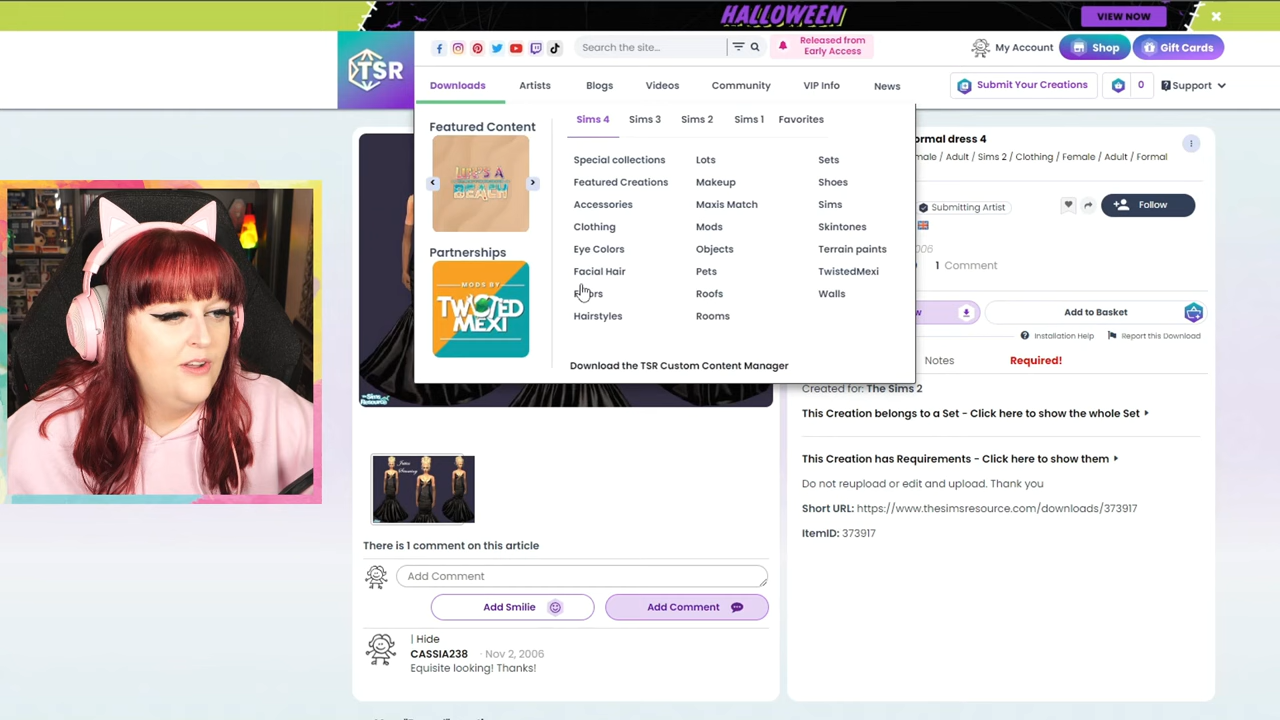 HALLOWEEN
VIEW NOW
TSR
Search the site...
Released from
Early Access
My Account
Shop
Gift Cards
Downloads
Artists
Blogs
Videos
Community
VIP Info
News
Submit Your Creations
0
Support
Featured Content
Sims 4
Sims 3
Sims 2
Sims 1
Favorites
Special collections
Lots
Sets
Featured Creations
Makeup
Shoes
Accessories
Maxis Match
Sims
Clothing
Mods
Skintones
Eye Colors
Objects
Terrain paints
Facial Hair
Pets
TwistedMexi
Roofs
Walls
Hairstyles
Rooms
Partnerships
MODS BY
TWISTED
MEXI
Download the TSR Custom Content Manager
ormal dress 4
male / Adult / Sims 2 / Clothing / Female / Adult / Formal
Submitting Artist
Follow
006
1 Comment
w
Add to Basket
Installation Help
Report this Download
Notes
Required!
Created for: The Sims 2
This Creation belongs to a Set - Click here to show the whole Set
This Creation has Requirements - Click here to show them
Do not reupload or edit and upload. Thank you
Short URL: https://www.thesimsresource.com/downloads/373917
ItemID: 373917
There is 1 comment on this article
Add Comment
Add Smilie
Add Comment
| Hide
CASSIA238 · Nov 2, 2006
Equisite looking! Thanks!